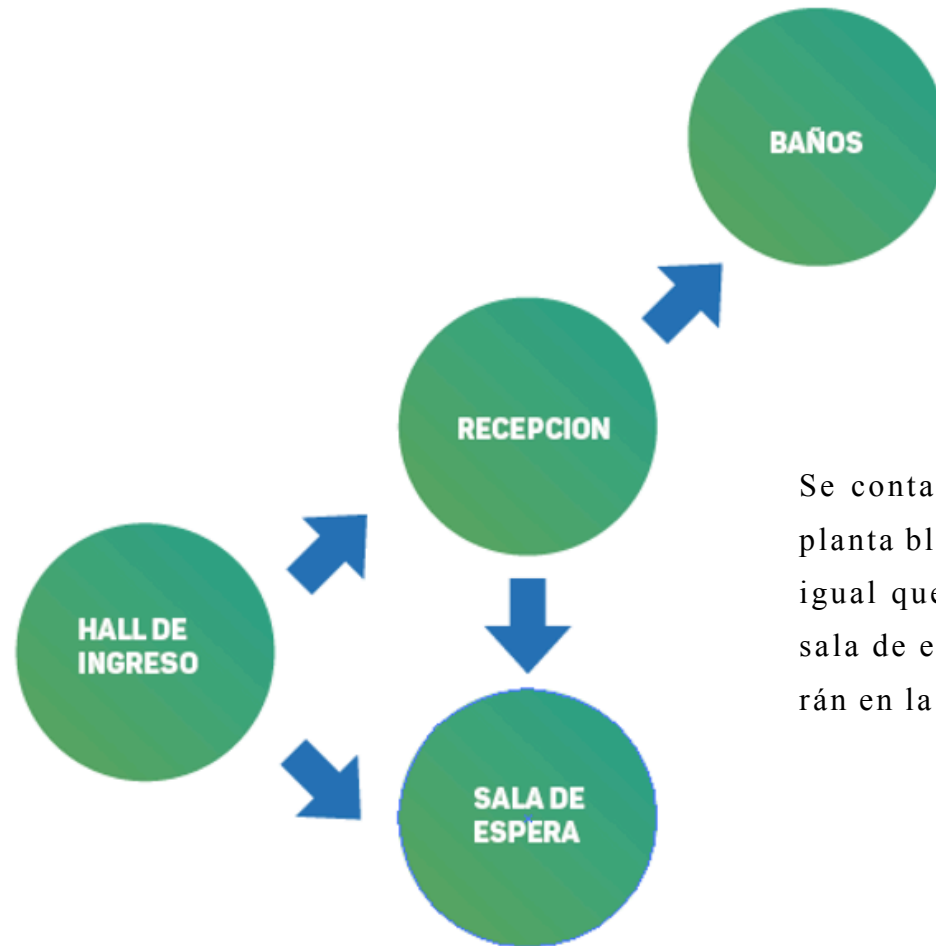 BAÑOS
RECEPCION
HALL DE
INGRESO
SALA DE
ESPERA
Se conta
planta bl
igual que
sala de e
rán en la